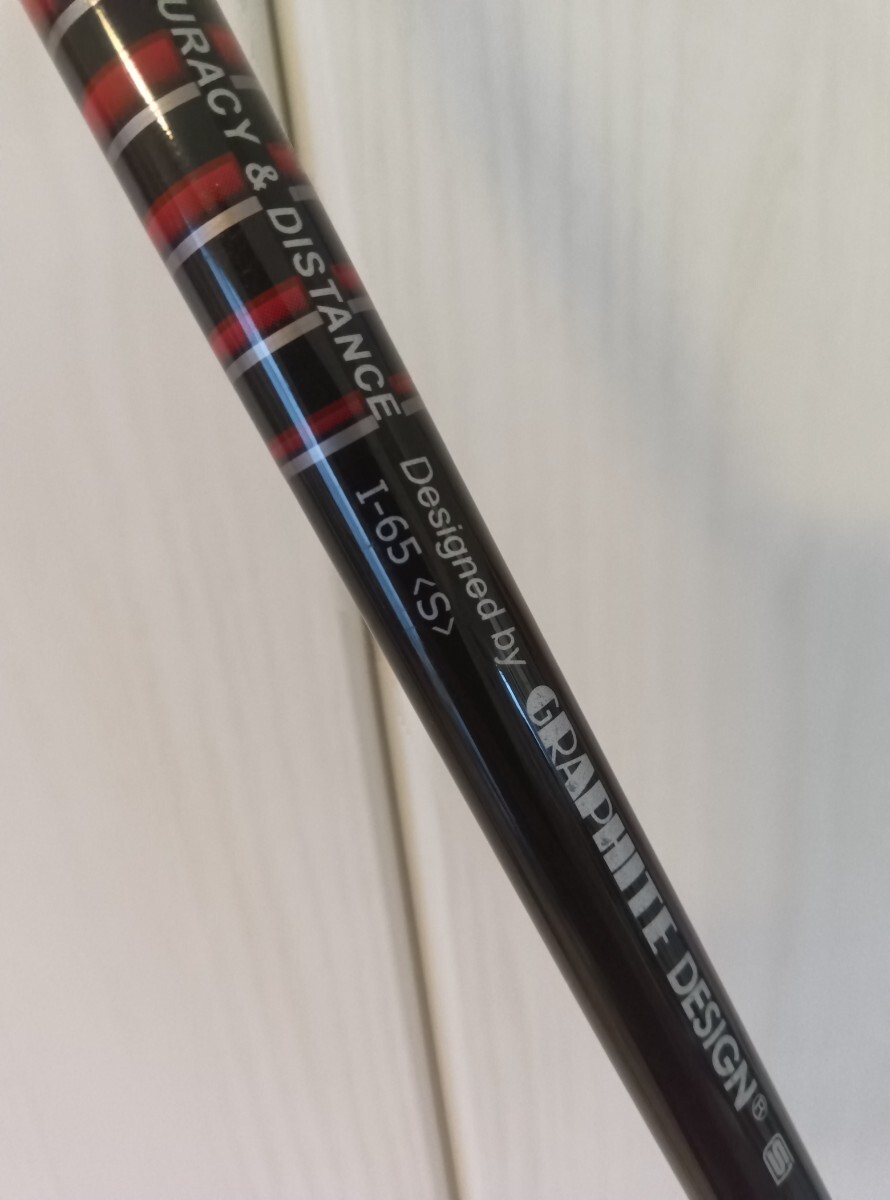 URACY & DISTANCE
Designed by GRAPHITE DESIGN®
I-65 <S>
S